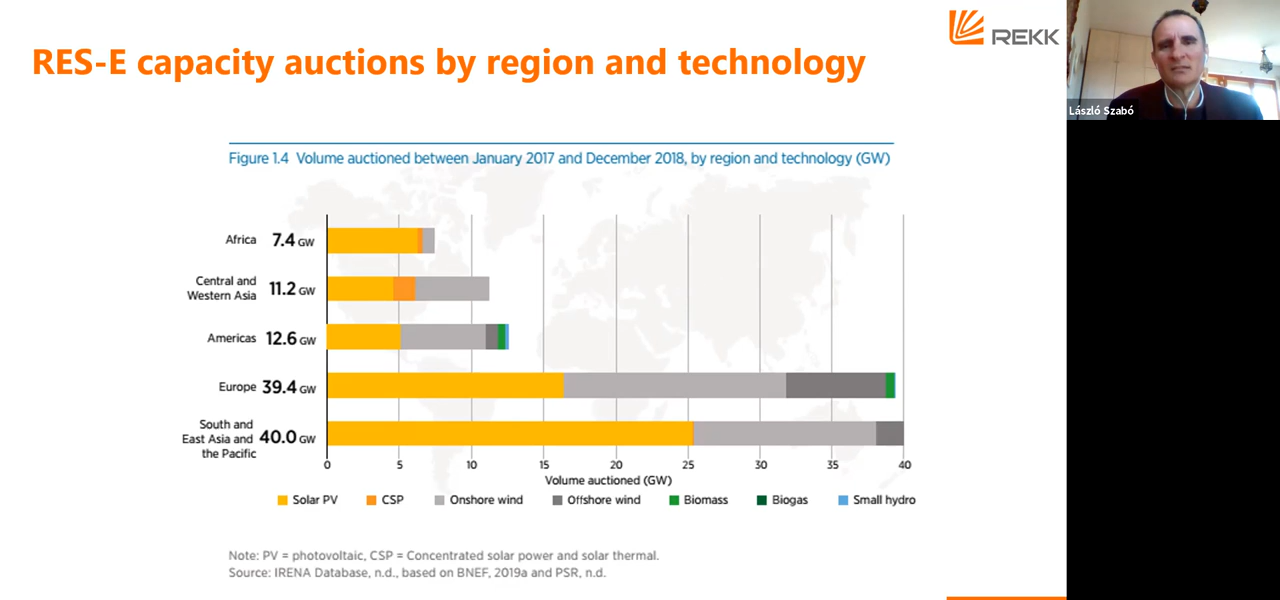 RES-E capacity auctions by region and technology
REKK
László Szabó
Figure 1.4 Volume auctioned between January 2017 and December 2018, by region and technology (GW)
Africa 7.4 GW
Central and
Western Asia 11.2 GW
Americas 12.6 GW
Europe 39.4 GW
South and
East Asia and 40.0 GW
the Pacific
0 5 10 15 20 25 30 35 40
Volume auctioned (GW)
Solar PV CSP Onshore wind Offshore wind Biomass Biogas Small hydro
Note: PV = photovoltaic, CSP = Concentrated solar power and solar thermal.
Source: IRENA Database, n.d., based on BNEF, 2019a and PSR, n.d.